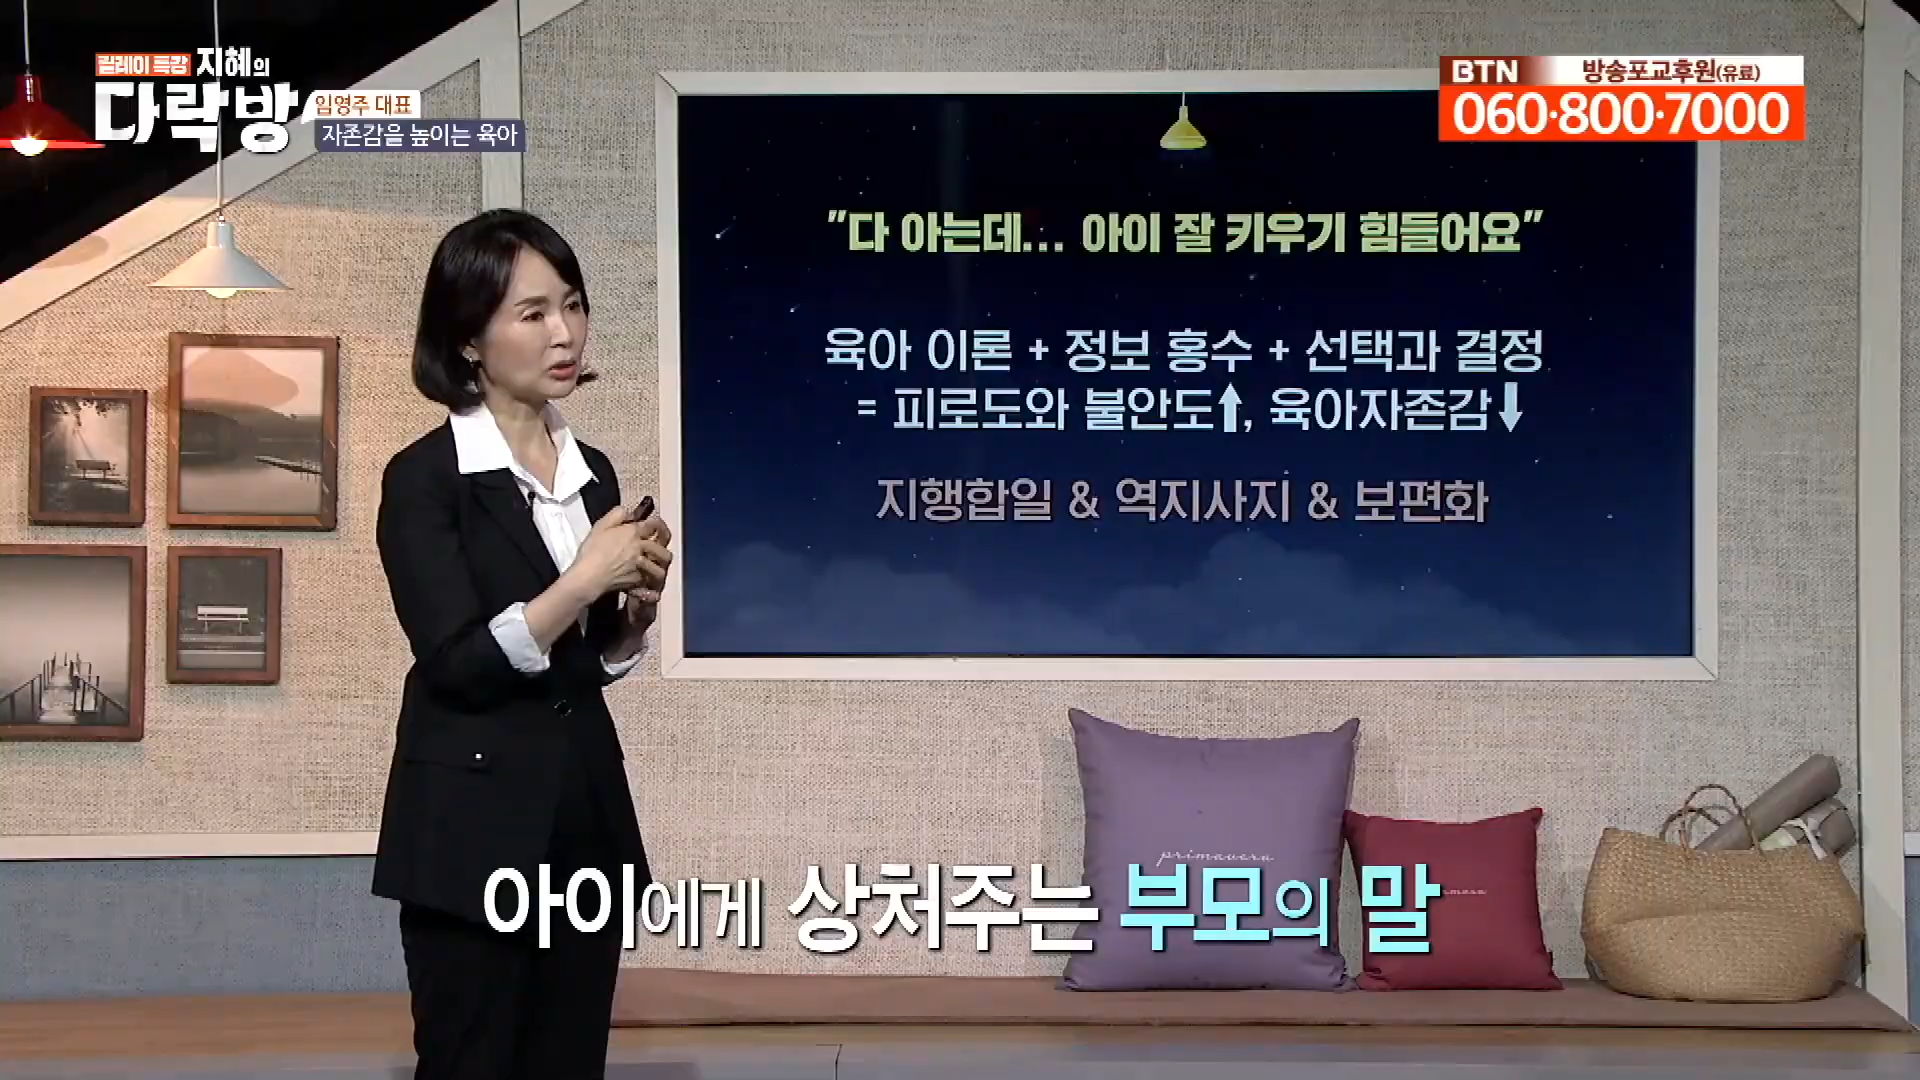 릴레이 특강 지혜의
다락방
임영주 대표
자존감을 높이는 육아
BTN 방송포교후원(유료)
060·800·7000
"다 아는데... 아이 잘 키우기 힘들어요"
육아 이론 + 정보 홍수 + 선택과 결정
= 피로도와 불안도⬆, 육아자존감⬇
지행합일 & 역지사지 & 보편화
primavera
아이에게 상처주는 부모의 말